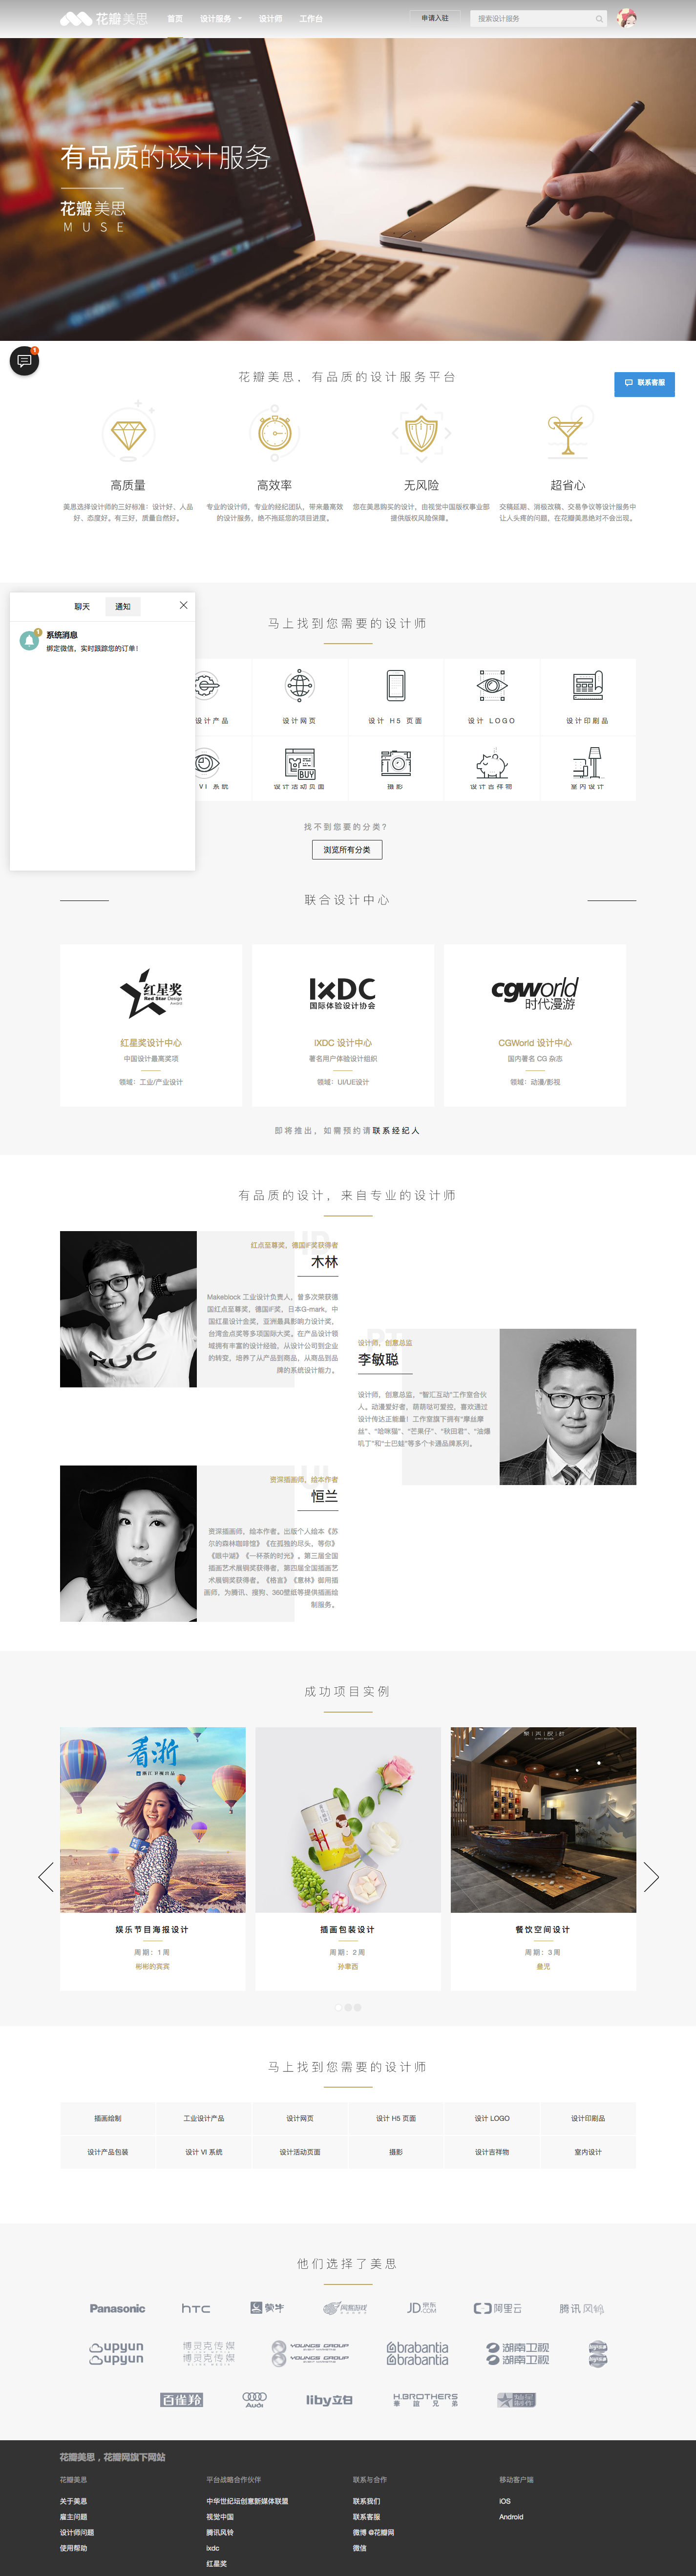 花瓣美思
首页
设计服务
设计师
工作台
申请入驻
搜索设计服务
有品质的设计服务
花瓣美思
MUSE
1
花瓣美思，有品质的设计服务平台
联系客服
高质量
美思选择设计师的三好标准：设计好、人品
好、态度好。有三好，质量自然好。
高效率
专业的设计师，专业的经纪团队，带来最高效
的设计服务，绝不拖延您的项目进度。
无风险
您在美思购买的设计，由视觉中国版权事业部
提供版权风险保障。
超省心
交稿延期、消极改稿、交易争议等设计服务中
让人头疼的问题，在花瓣美思绝对不会出现。
聊天
通知
1
系统消息
绑定微信，实时跟踪您的订单！
马上找到您需要的设计师
设计产品
设计网页
设计 H5 页面
设计 LOGO
设计印刷品
VI 系统
设计活动页面
BUY
摄影
设计吉祥物
室内设计
找不到您要的分类？
浏览所有分类
联合设计中心
红星奖
Red Star Design
Award
红星奖设计中心
中国设计最高奖项
领域：工业/产业设计
IXDC
国际体验设计协会
IXDC 设计中心
著名用户体验设计组织
领域：UI/UE设计
cgworld
时代漫游
CGWorld 设计中心
国内著名 CG 杂志
领域：动漫/影视
即将推出，如需预约请联系经纪人
有品质的设计，来自专业的设计师
ID
红点至尊奖，德国iF奖获得者
木林
Makeblock 工业设计负责人，曾多次荣获德
国红点至尊奖，德国iF奖，日本G-mark，中
国红星设计金奖，亚洲最具影响力设计奖，
台湾金点奖等多项国际大奖。在产品设计领
域拥有丰富的设计经验，从设计公司到企业
的转变，培养了从产品到商品，从商品到品
牌的系统设计能力。
设计师，创意总监
李敏聪
设计师，创意总监，“智汇互动”工作室合伙
人。动漫爱好者，萌萌哒可爱控，喜欢通过
设计传达正能量！工作室旗下拥有“摩丝摩
丝”、“哈咪猫”、“芒果仔”、“秋田君”、“油爆
叽丁”和“士巴蛙”等多个卡通品牌系列。
UI
资深插画师，绘本作者
恒兰
资深插画师，绘本作者。出版个人绘本《苏
尔的森林咖啡馆》《在孤独的尽头，等你》
《眼中湖》《一杯茶的时光》。第三届全国
插画艺术展铜奖获得者，第四届全国插画艺
术展铜奖获得者。《格言》《意林》御用插
画师，为腾讯、搜狗、360壁纸等提供插画绘
制服务。
成功项目实例
看浙
娱乐节目海报设计
周期：1 周
彬彬的宾宾
插画包装设计
周期：2 周
孙聿西
餐饮空间设计
周期：3 周
叠児
马上找到您需要的设计师
插画绘制
工业设计产品
设计网页
设计 H5 页面
设计 LOGO
设计印刷品
设计产品包装
设计 VI 系统
设计活动页面
摄影
设计吉祥物
室内设计
他们选择了美思
Panasonic
hTC
蒙牛
网易游戏
JD京东
.COM
阿里云
腾讯风铃
upyun
upyun
博灵克传媒
博灵克传媒
YOUNGS GROUP
YOUNGS GROUP
brabantia
brabantia
湖南卫视
湖南卫视
百雀羚
Audi
liby立白
H.BROTHERS
華誼兄弟
花瓣美思，花瓣网旗下网站
花瓣美思
关于美思
雇主问题
设计师问题
使用帮助
平台战略合作伙伴
中华世纪坛创意新媒体联盟
视觉中国
腾讯风铃
ixdc
红星奖
联系与合作
联系我们
联系客服
微博 @花瓣网
微信
移动客户端
iOS
Android